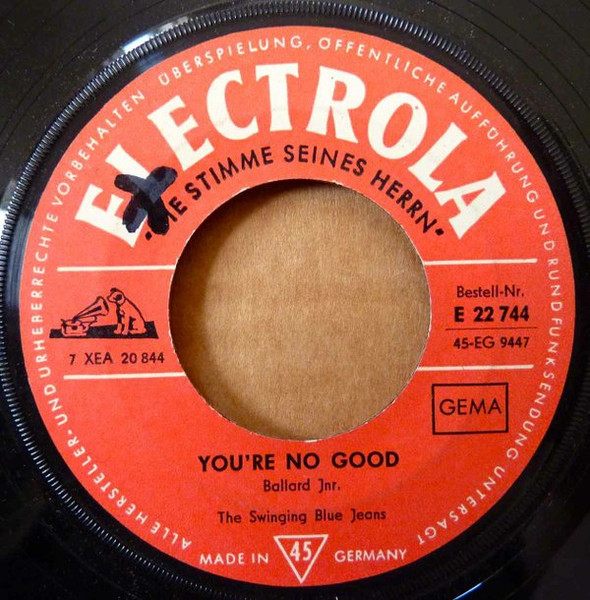 ALLE HERSTELLER- UND URHEBERRECHTE VORBEHALTEN ÜBERSPIELUNG, ÖFFENTLICHE AUFFÜHRUNG UND RUNDFUNKSENDUNG UNTERSAGT
ELECTROLA
"DIE STIMME SEINES HERRN"
Bestell-Nr.
E 22 744
7 XEA 20 844
45-EG 9447
GEMA
YOU'RE NO GOOD
Ballard Jnr.
The Swinging Blue Jeans
MADE IN 45 GERMANY